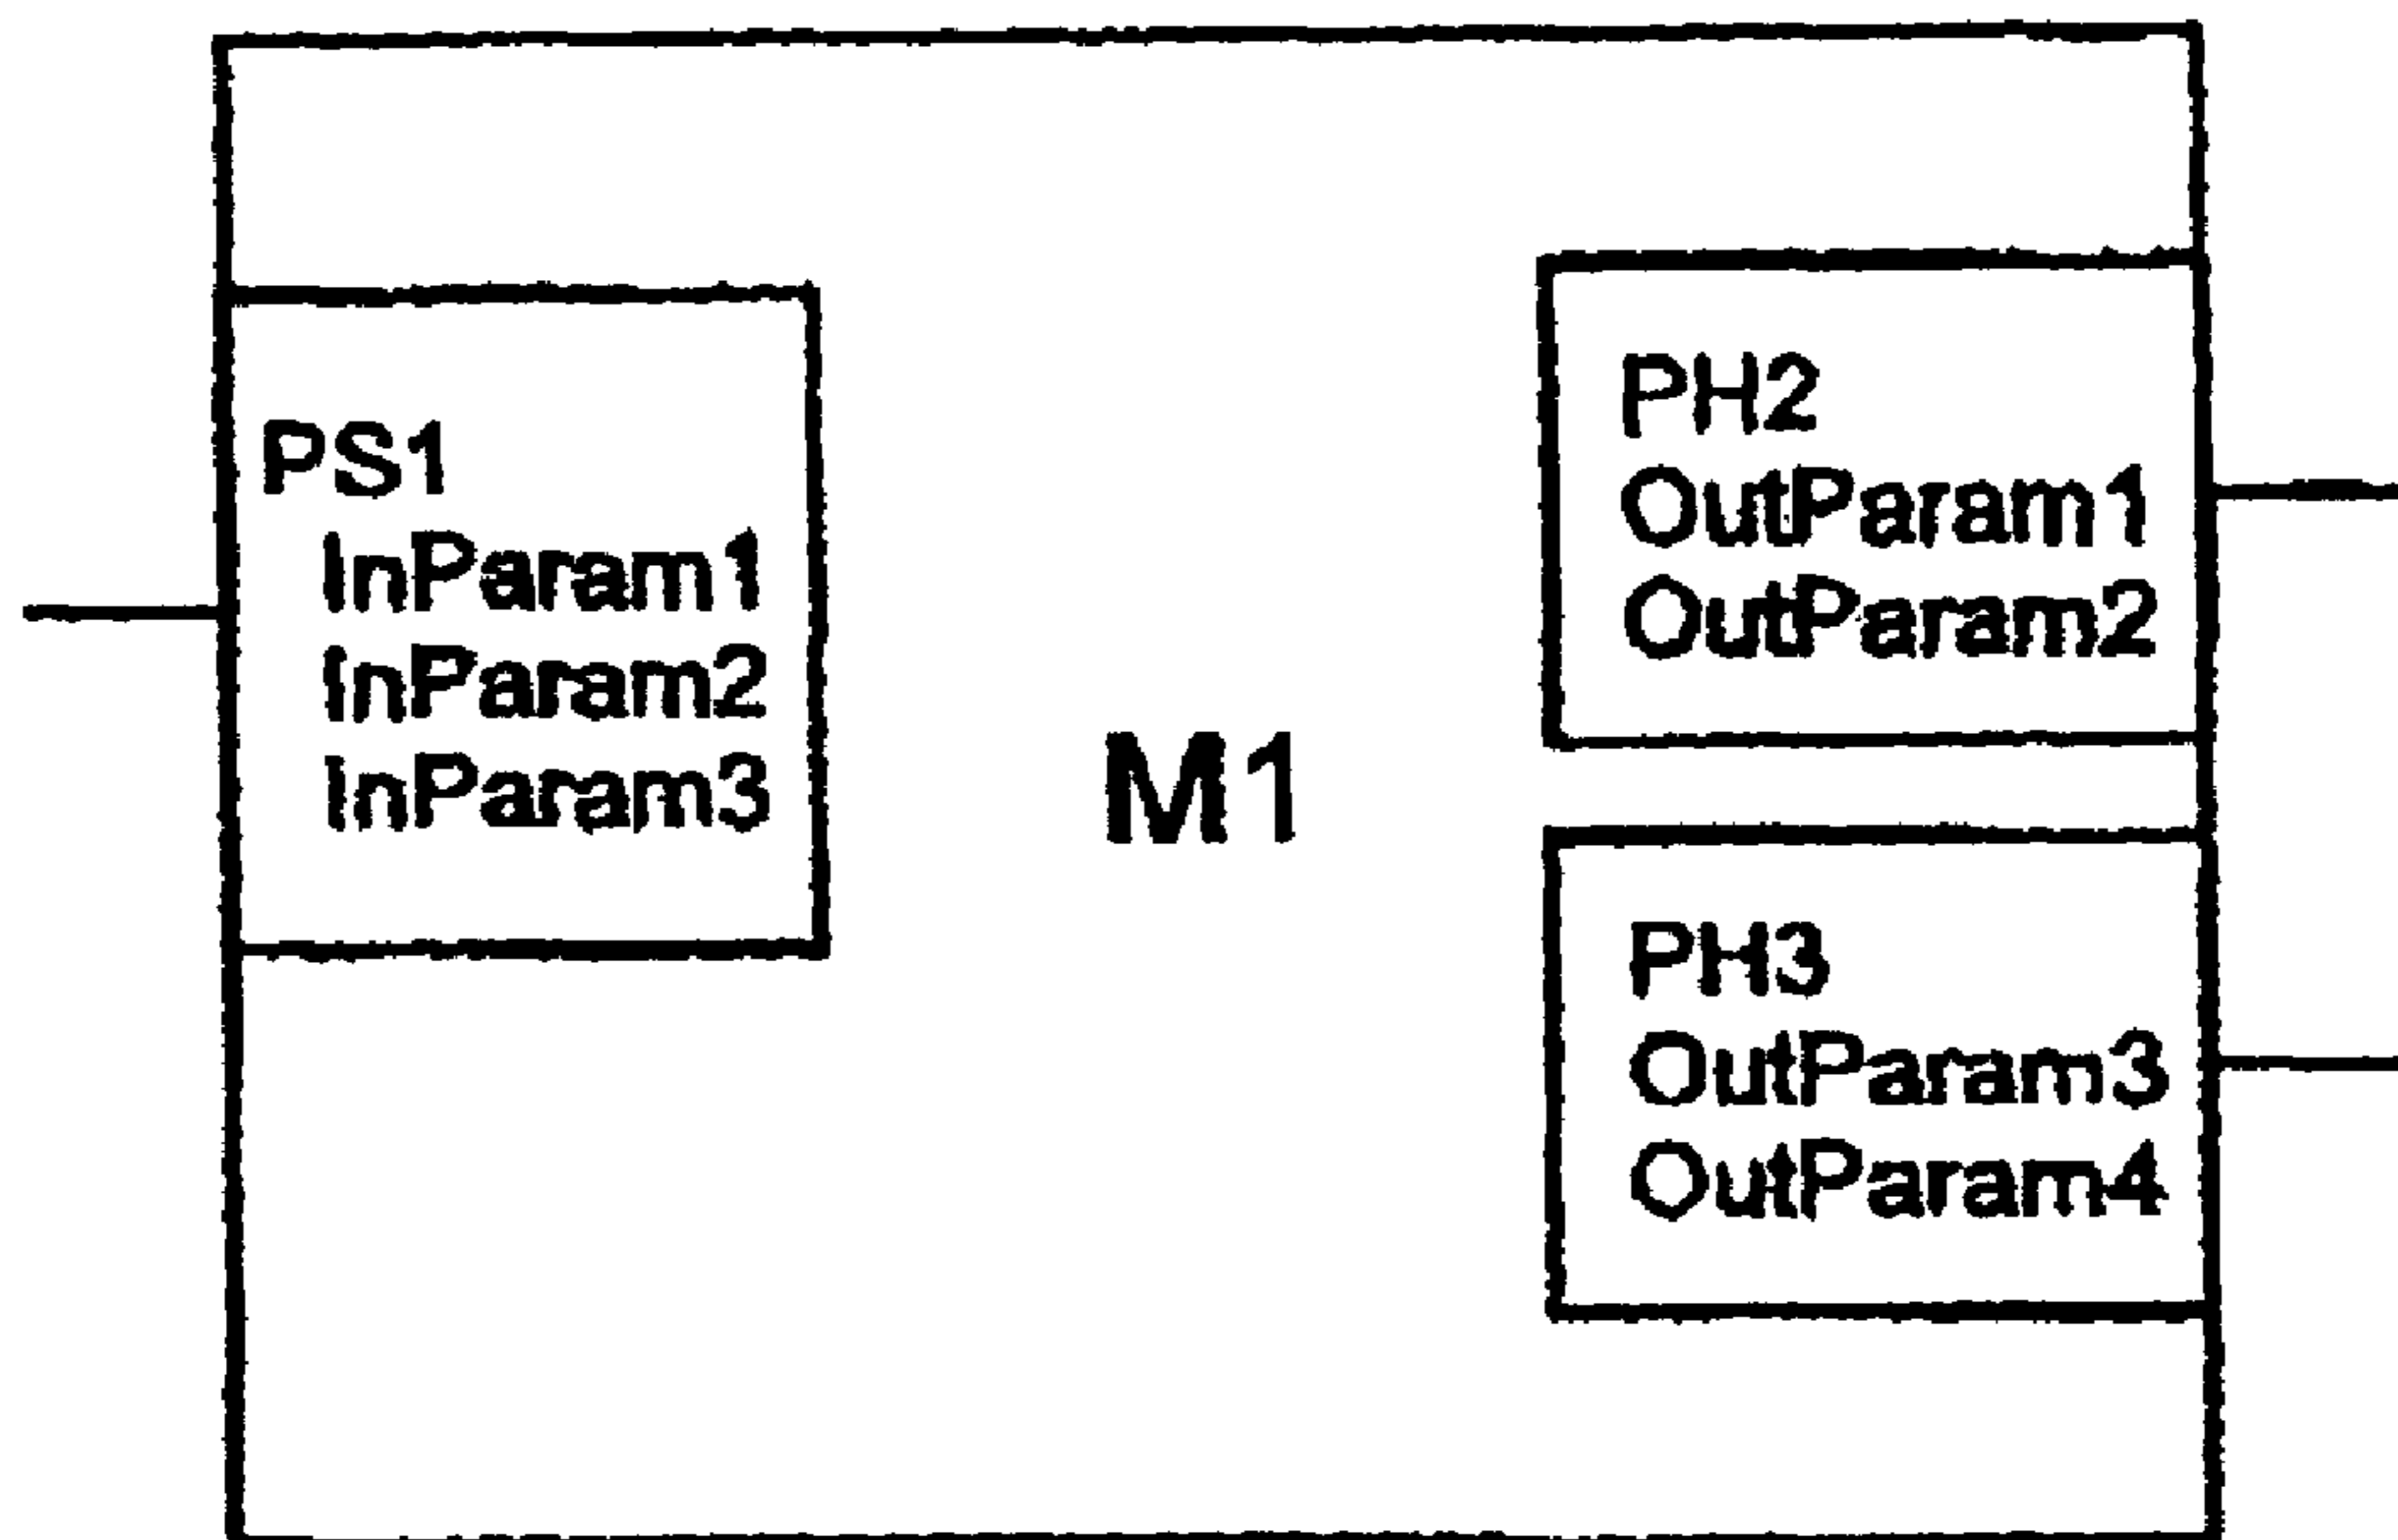 PS1
InParam1
InParam2
InParam3
M1
PH2
OutParam1
OutParam2
PH3
OutParam3
OutParam4